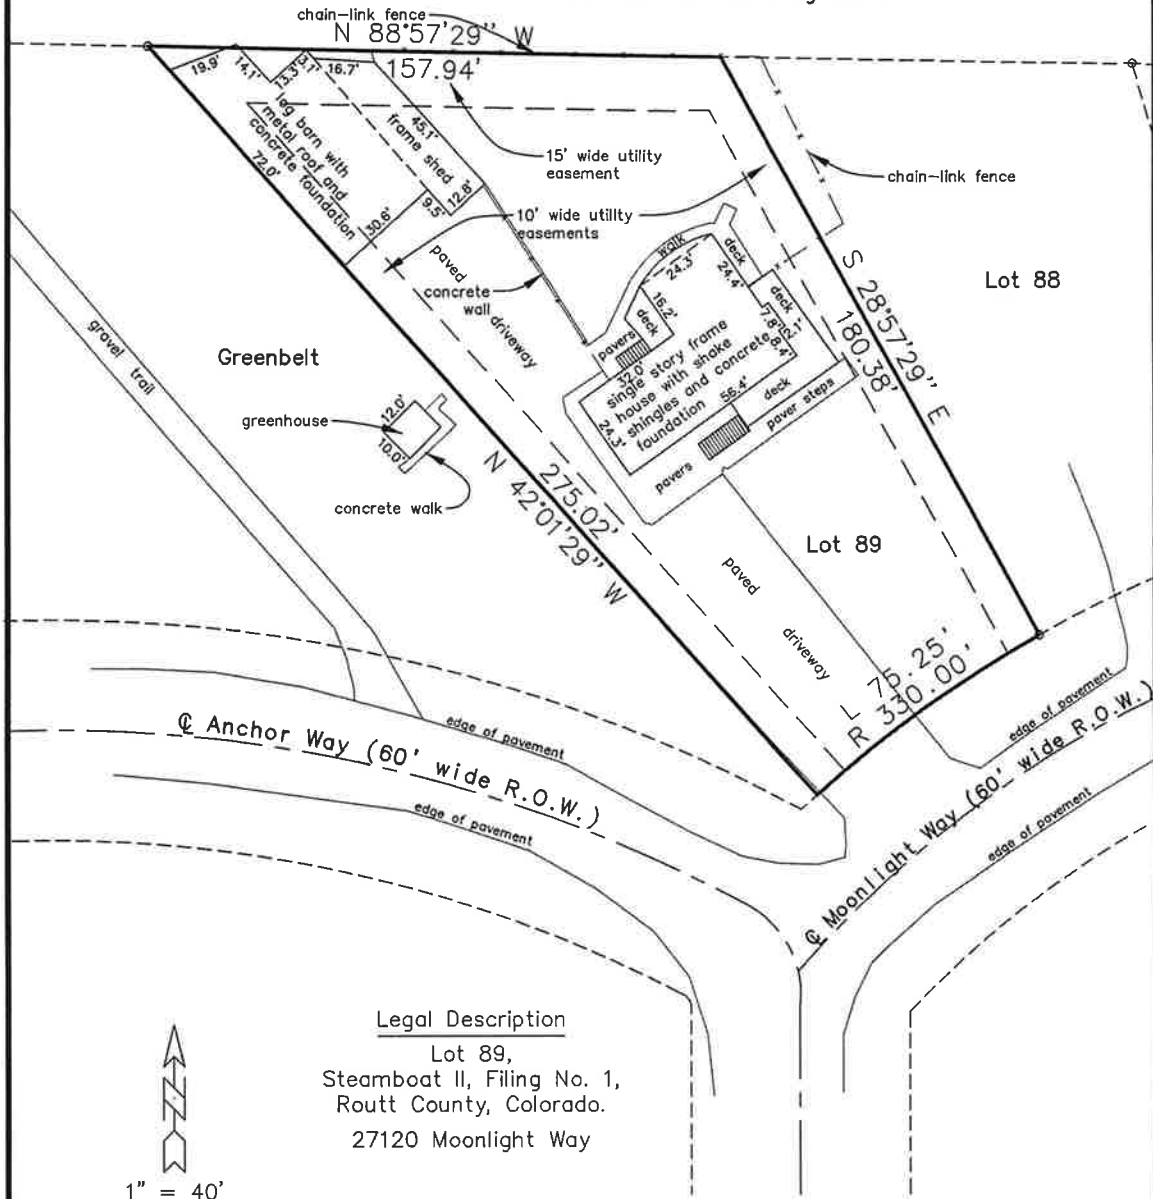 chain-link fence
N 88°57'29" W
157.94'
19.9'
14.1'
13.3'
3.1'
16.7'
45.1'
log barn with
metal roof and
concrete foundation
72.0'
frame shed
12.8'
9.5'
30.6'
15' wide utility
easement
chain-link fence
10' wide utility
easements
paved
driveway
concrete
wall
walk
24.3'
deck
24.4'
16.2'
deck
deck
7.8'
2.1'
8.4'
pavers
32.0'
single story frame
house with shake
shingles and concrete
foundation
56.4'
24.3'
deck
paver steps
pavers
S 28°57'29" E
180.38'
Lot 88
gravel trail
Greenbelt
greenhouse
12.0'
10.0'
concrete walk
275.02'
N 42°01'29" W
Lot 89
paved
driveway
L 75.25'
R 330.00'
℄ Anchor Way (60' wide R.O.W.)
edge of pavement
edge of pavement
edge of pavement
℄ Moonlight Way (60' wide R.O.W.)
edge of pavement
Legal Description
Lot 89,
Steamboat II, Filing No. 1,
Routt County, Colorado.
27120 Moonlight Way
N
1" = 40'